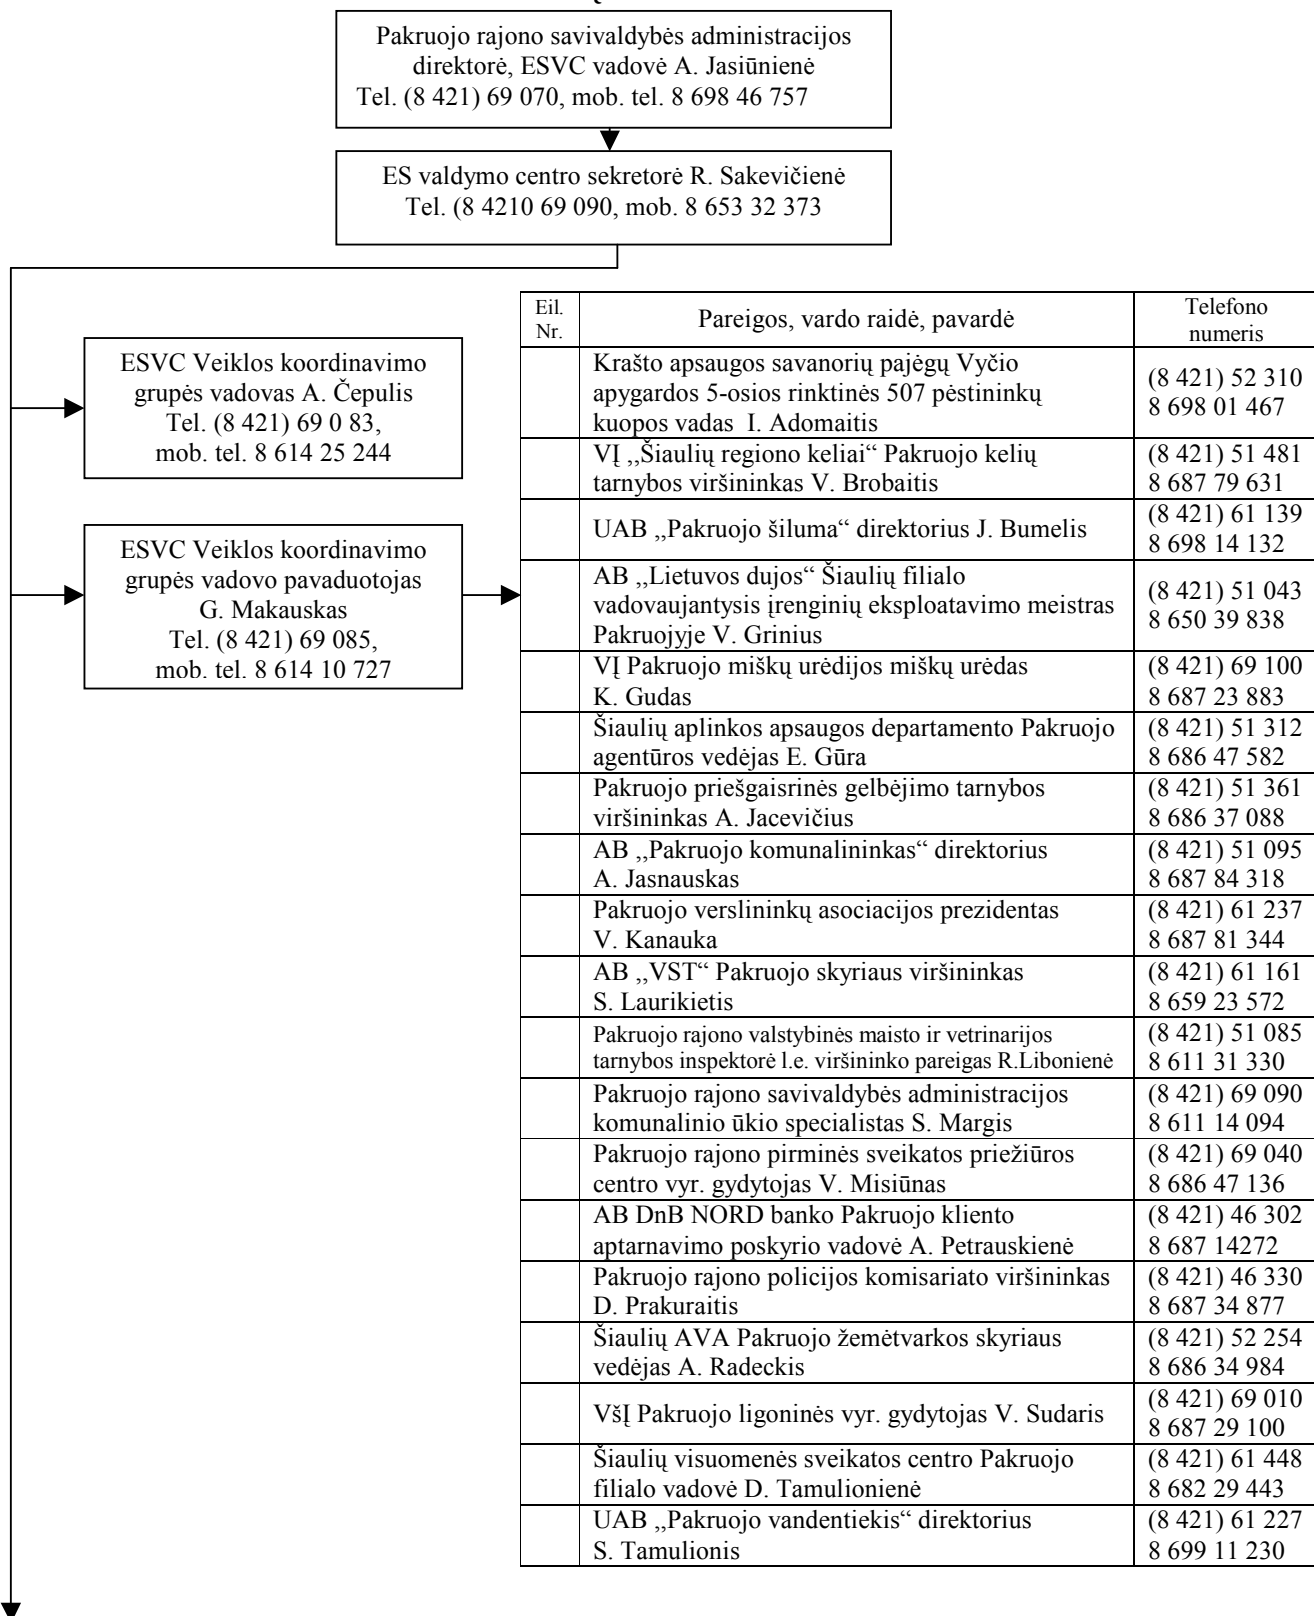 Pakruojo rajono savivaldybės administracijos
direktorė, ESVC vadovė A. Jasiūnienė
Tel. (8 421) 69 070, mob. tel. 8 698 46 757
ES valdymo centro sekretorė R. Sakevičienė
Tel. (8 4210 69 090, mob. 8 653 32 373
ESVC Veiklos koordinavimo
grupės vadovas A. Čepulis
Tel. (8 421) 69 0 83,
mob. tel. 8 614 25 244
ESVC Veiklos koordinavimo
grupės vadovo pavaduotojas
G. Makauskas
Tel. (8 421) 69 085,
mob. tel. 8 614 10 727
Eil.
Nr.
Pareigos, vardo raidė, pavardė
Telefono
numeris
Krašto apsaugos savanorių pajėgų Vyčio
apygardos 5-osios rinktinės 507 pėstininkų
kuopos vadas I. Adomaitis
(8 421) 52 310
8 698 01 467
VĮ ,,Šiaulių regiono keliai“ Pakruojo kelių
tarnybos viršininkas V. Brobaitis
(8 421) 51 481
8 687 79 631
UAB ,,Pakruojo šiluma“ direktorius J. Bumelis
(8 421) 61 139
8 698 14 132
AB ,,Lietuvos dujos“ Šiaulių filialo
vadovaujantysis įrenginių eksploatavimo meistras
Pakruojyje V. Grinius
(8 421) 51 043
8 650 39 838
VĮ Pakruojo miškų urėdijos miškų urėdas
K. Gudas
(8 421) 69 100
8 687 23 883
Šiaulių aplinkos apsaugos departamento Pakruojo
agentūros vedėjas E. Gūra
(8 421) 51 312
8 686 47 582
Pakruojo priešgaisrinės gelbėjimo tarnybos
viršininkas A. Jacevičius
(8 421) 51 361
8 686 37 088
AB ,,Pakruojo komunalininkas“ direktorius
A. Jasnauskas
(8 421) 51 095
8 687 84 318
Pakruojo verslininkų asociacijos prezidentas
V. Kanauka
(8 421) 61 237
8 687 81 344
AB ,,VST“ Pakruojo skyriaus viršininkas
S. Laurikietis
(8 421) 61 161
8 659 23 572
Pakruojo rajono valstybinės maisto ir vetrinarijos
tarnybos inspektorė l.e. viršininko pareigas R.Libonienė
(8 421) 51 085
8 611 31 330
Pakruojo rajono savivaldybės administracijos
komunalinio ūkio specialistas S. Margis
(8 421) 69 090
8 611 14 094
Pakruojo rajono pirminės sveikatos priežiūros
centro vyr. gydytojas V. Misiūnas
(8 421) 69 040
8 686 47 136
AB DnB NORD banko Pakruojo kliento
aptarnavimo poskyrio vadovė A. Petrauskienė
(8 421) 46 302
8 687 14272
Pakruojo rajono policijos komisariato viršininkas
D. Prakuraitis
(8 421) 46 330
8 687 34 877
Šiaulių AVA Pakruojo žemėtvarkos skyriaus
vedėjas A. Radeckis
(8 421) 52 254
8 686 34 984
VšĮ Pakruojo ligoninės vyr. gydytojas V. Sudaris
(8 421) 69 010
8 687 29 100
Šiaulių visuomenės sveikatos centro Pakruojo
filialo vadovė D. Tamulionienė
(8 421) 61 448
8 682 29 443
UAB ,,Pakruojo vandentiekis“ direktorius
S. Tamulionis
(8 421) 61 227
8 699 11 230